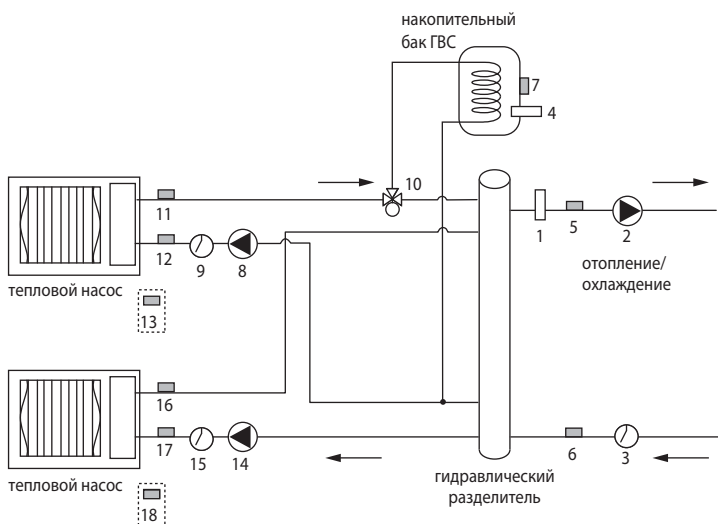 накопительный
бак ГВС
7
4
10
11
1
5
2
12
9
8
отопление/
охлаждение
тепловой насос
13
16
17
15
14
6
3
гидравлический
разделитель
тепловой насос
18